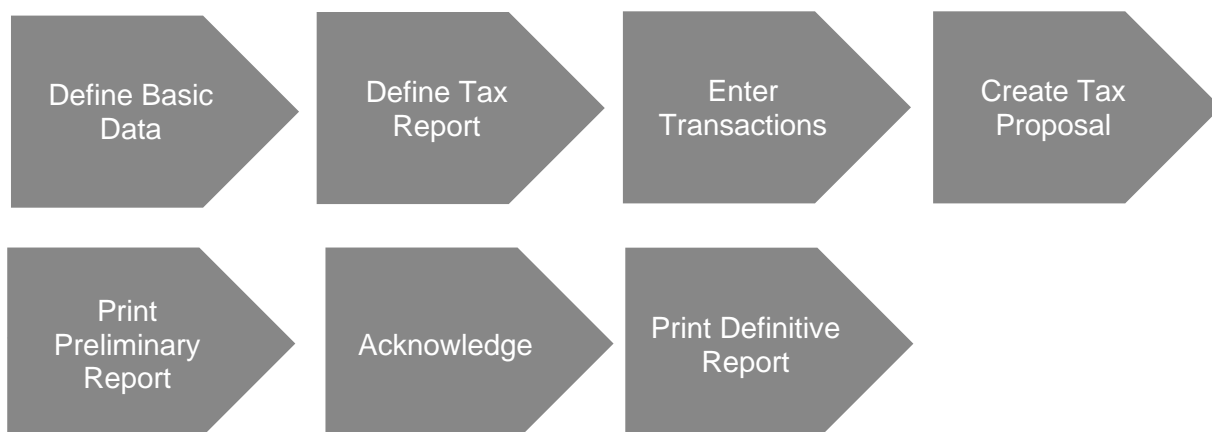 Define Basic
Data
Define Tax
Report
Enter
Transactions
Create Tax
Proposal
Print
Preliminary
Report
Acknowledge
Print Definitive
Report